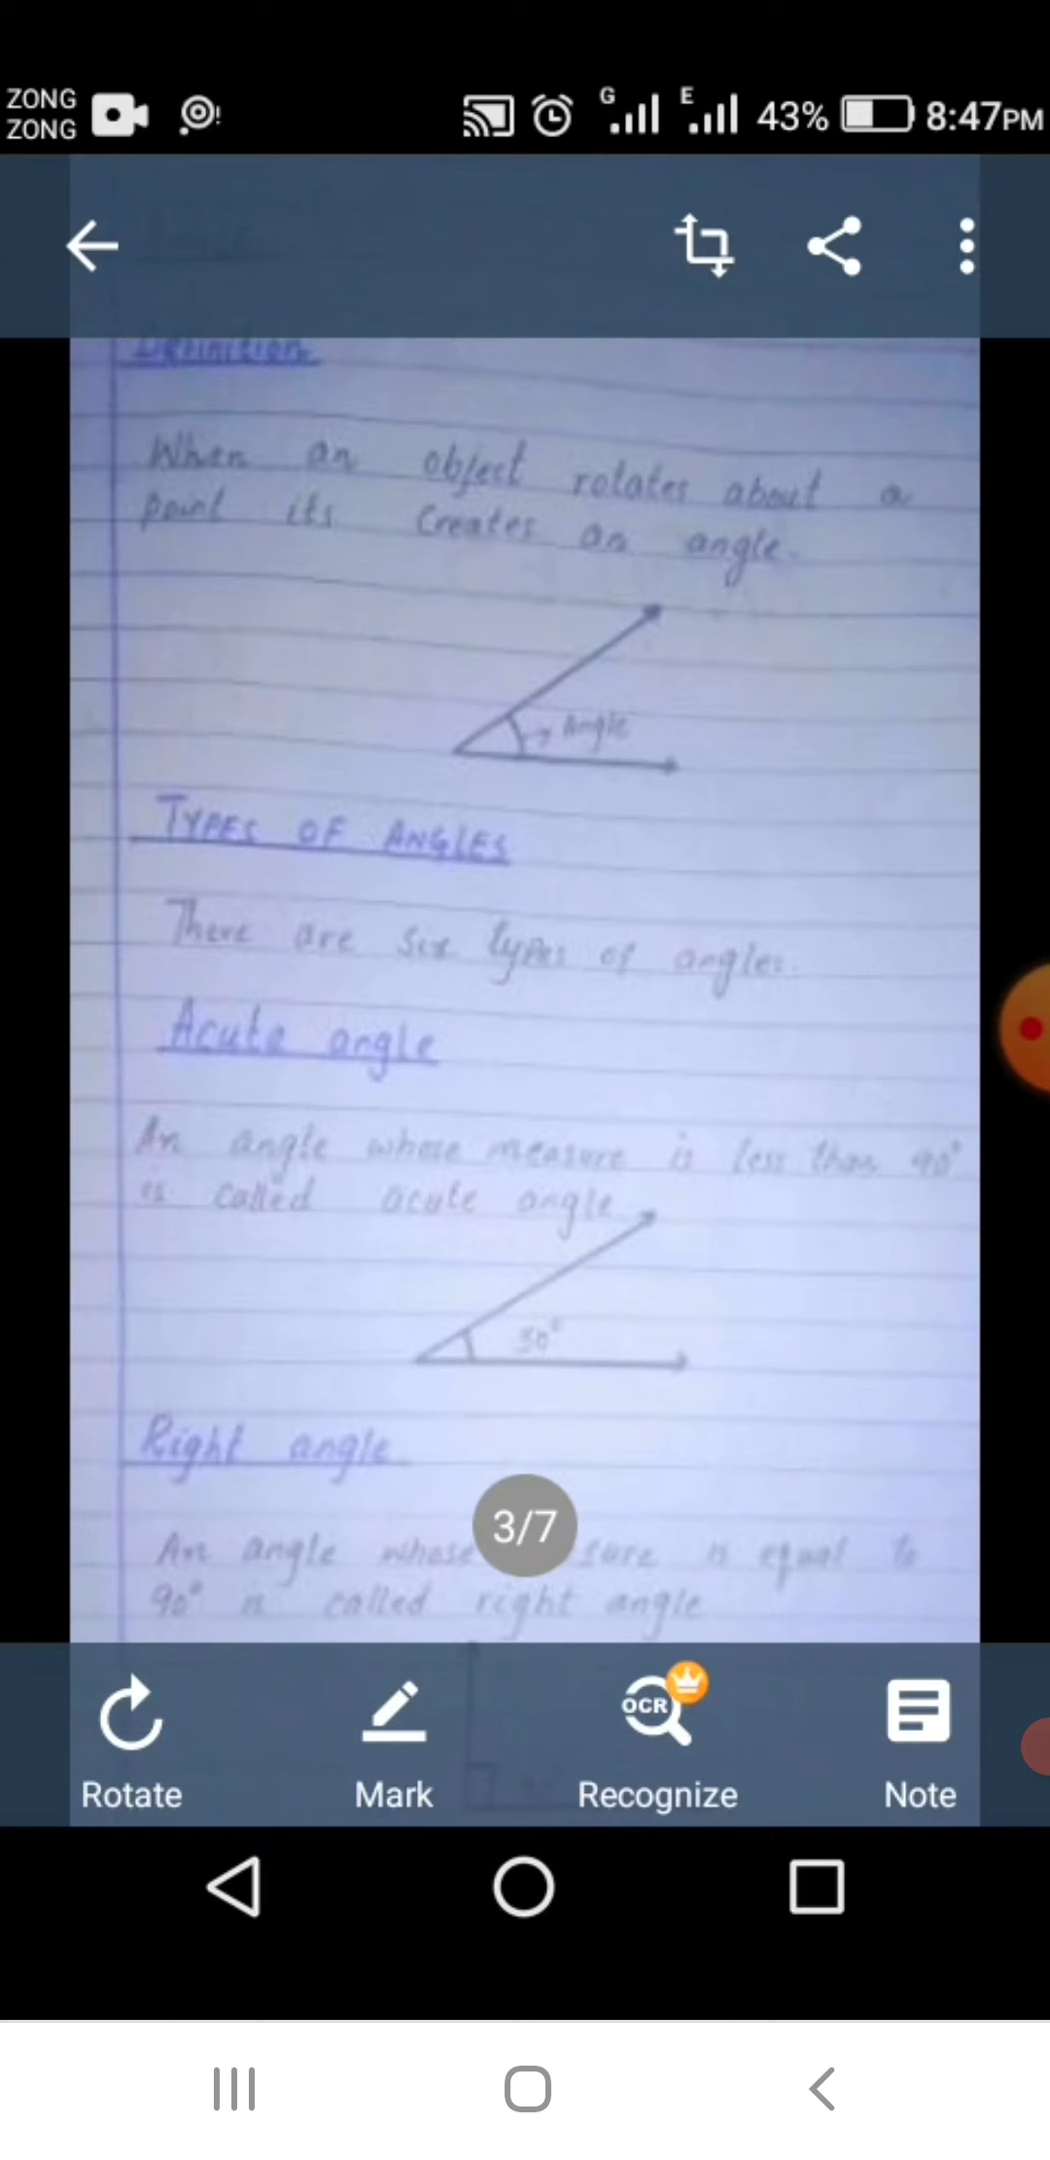 ZONG
ZONG
G
E
43%
8:47PM
Definition
When an object rotates about a
point its creates an angle.
Angle
TYPES OF ANGLES
There are six types of angles.
Acute angle
An angle whose measure is less than 90°
is called acute angle
30°
Right angle
3/7
An angle whose sure is equal to
90° is called right angle
OCR
Rotate
Mark
Recognize
Note